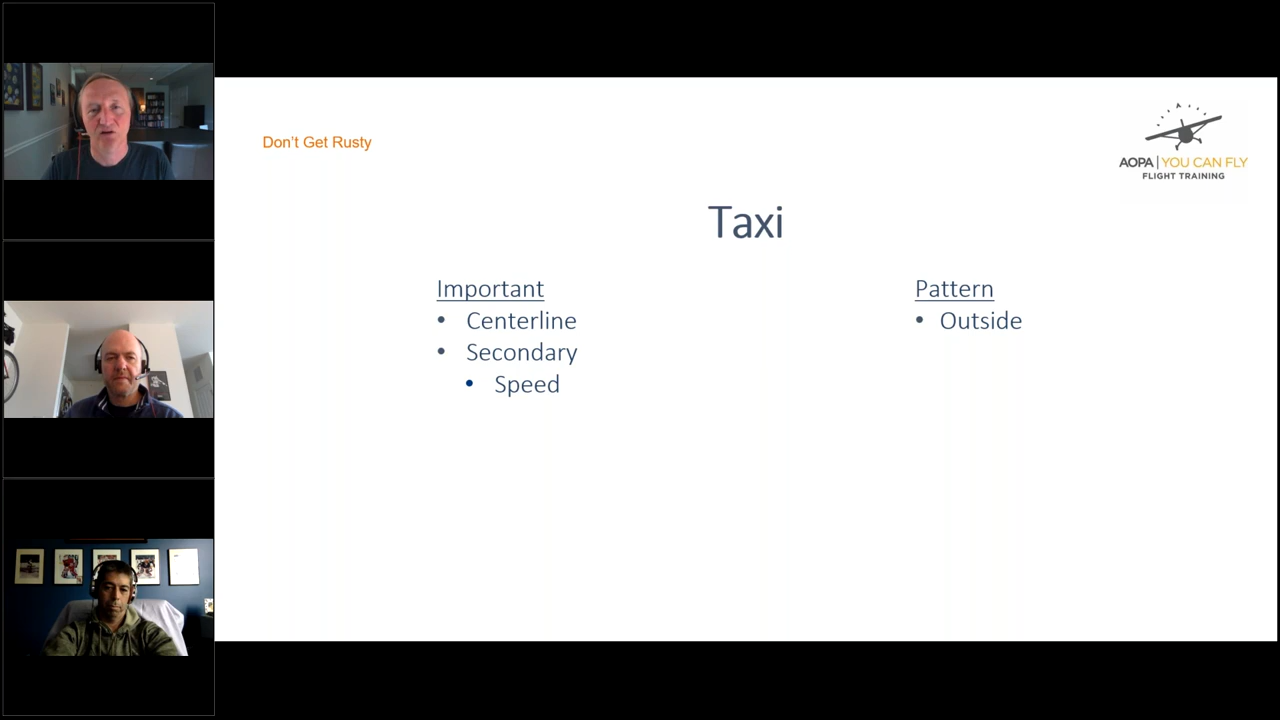 Don't Get Rusty
AOPA | YOU CAN FLY
FLIGHT TRAINING
Taxi
Important
• Centerline
• Secondary
• Speed
Pattern
• Outside